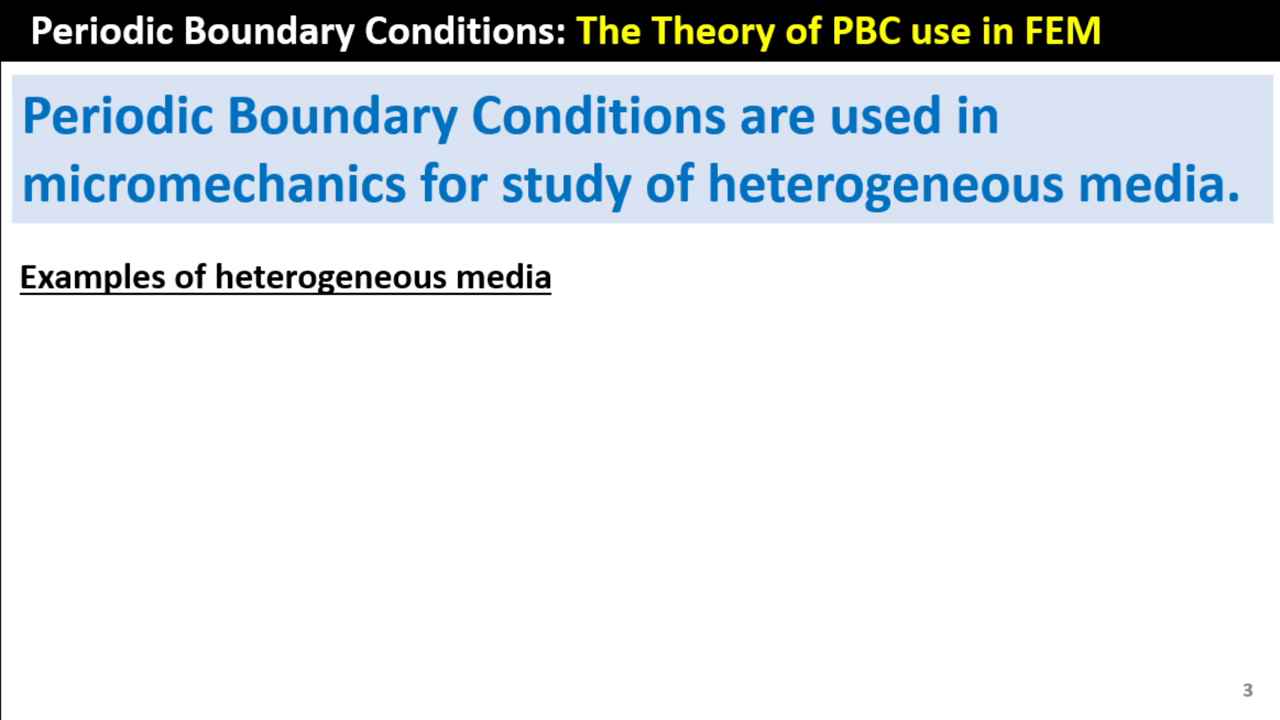 Periodic Boundary Conditions: The Theory of PBC use in FEM
Periodic Boundary Conditions are used in
micromechanics for study of heterogeneous media.
Examples of heterogeneous media
3